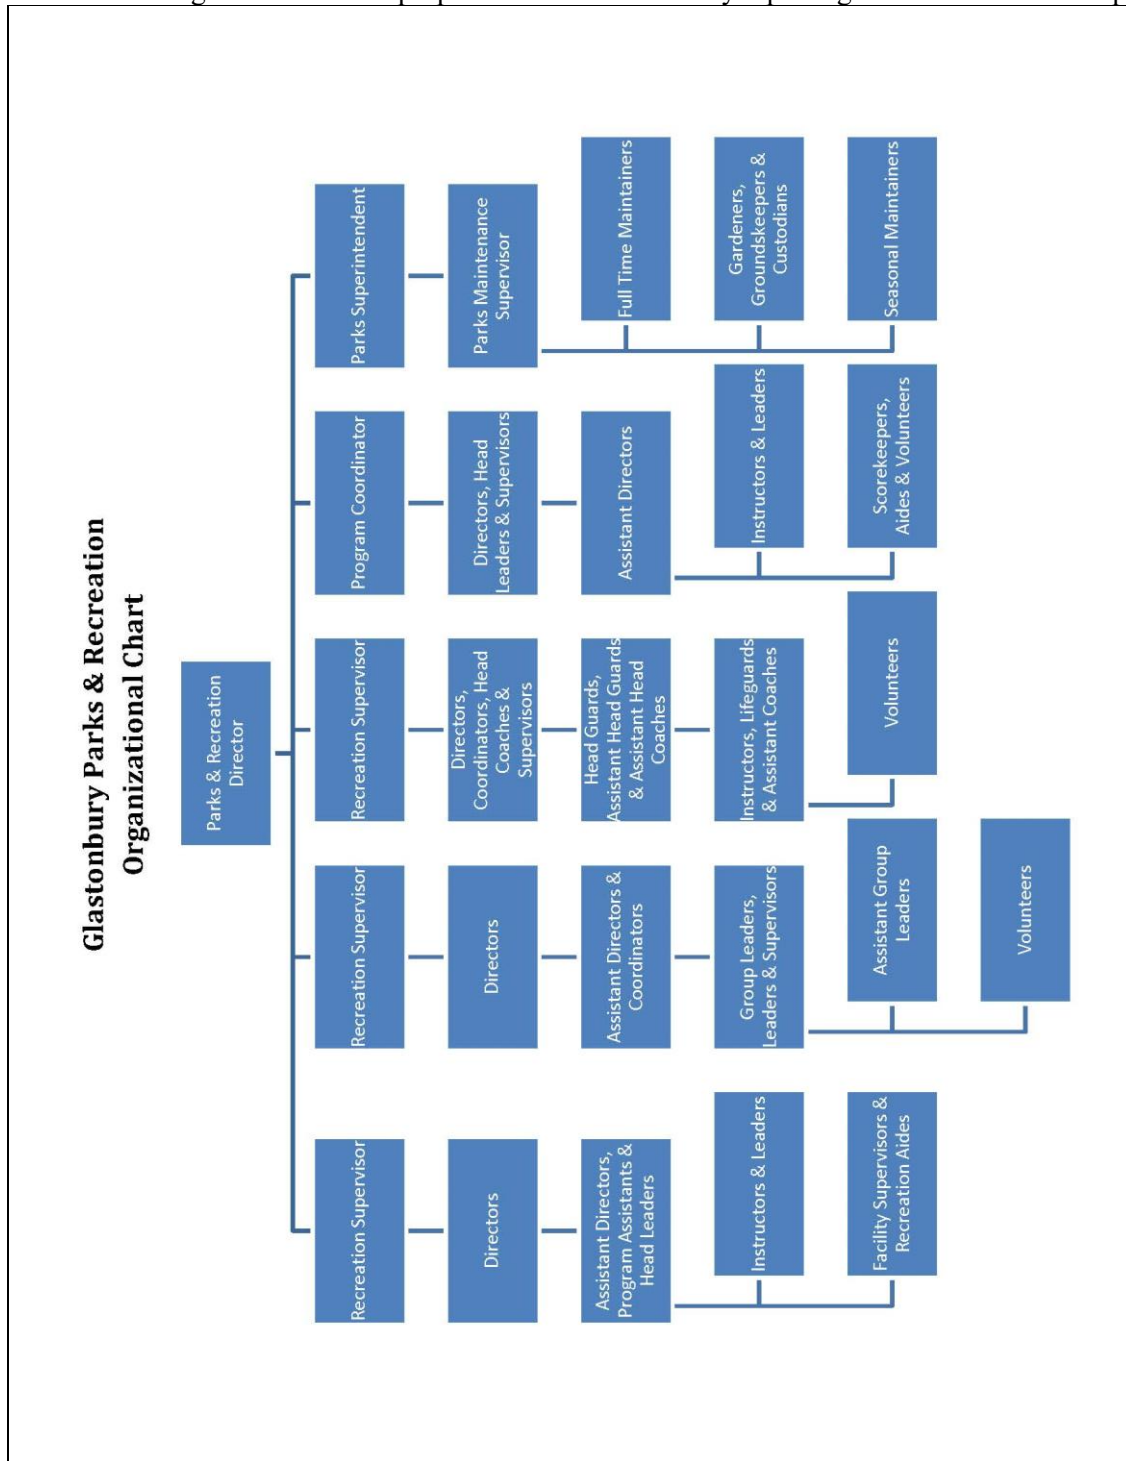 Glastonbury Parks & Recreation
Organizational Chart
Parks & Recreation
Director
Recreation Supervisor
Directors
Assistant Directors,
Program Assistants &
Head Leaders
Instructors & Leaders
Facility Supervisors &
Recreation Aides
Recreation Supervisor
Directors
Assistant Directors &
Coordinators
Group Leaders,
Leaders & Supervisors
Assistant Group
Leaders
Volunteers
Recreation Supervisor
Directors,
Coordinators, Head
Coaches &
Supervisors
Head Guards,
Assistant Head Guards
& Assistant Head
Coaches
Instructors, Lifeguards
& Assistant Coaches
Volunteers
Program Coordinator
Directors, Head
Leaders & Supervisors
Assistant Directors
Instructors & Leaders
Scorekeepers,
Aides & Volunteers
Parks Superintendent
Parks Maintenance
Supervisor
Full Time Maintainers
Gardeners,
Groundskeepers &
Custodians
Seasonal Maintainers